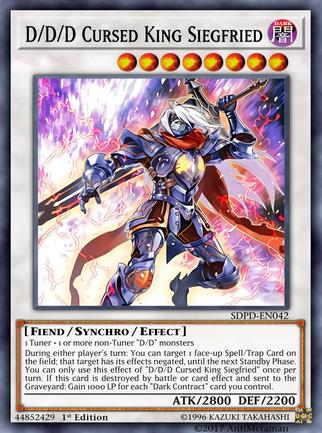 D/D/D Cursed King Siegfried
DARK
闇
SDPD-EN042
[Fiend / Synchro / Effect]
1 Tuner + 1 or more non-Tuner "D/D" monsters
During either player's turn: You can target 1 face-up Spell/Trap Card on
the field; that target has its effects negated, until the next Standby Phase.
You can only use this effect of "D/D/D Cursed King Siegfried" once per
turn. If this card is destroyed by battle or card effect and sent to the
Graveyard: Gain 1000 LP for each "Dark Contract" card you control.
ATK/2800 DEF/2200
44852429 1st Edition ©1996 KAZUKI TAKAHASHI
©2017 AntiMetaman